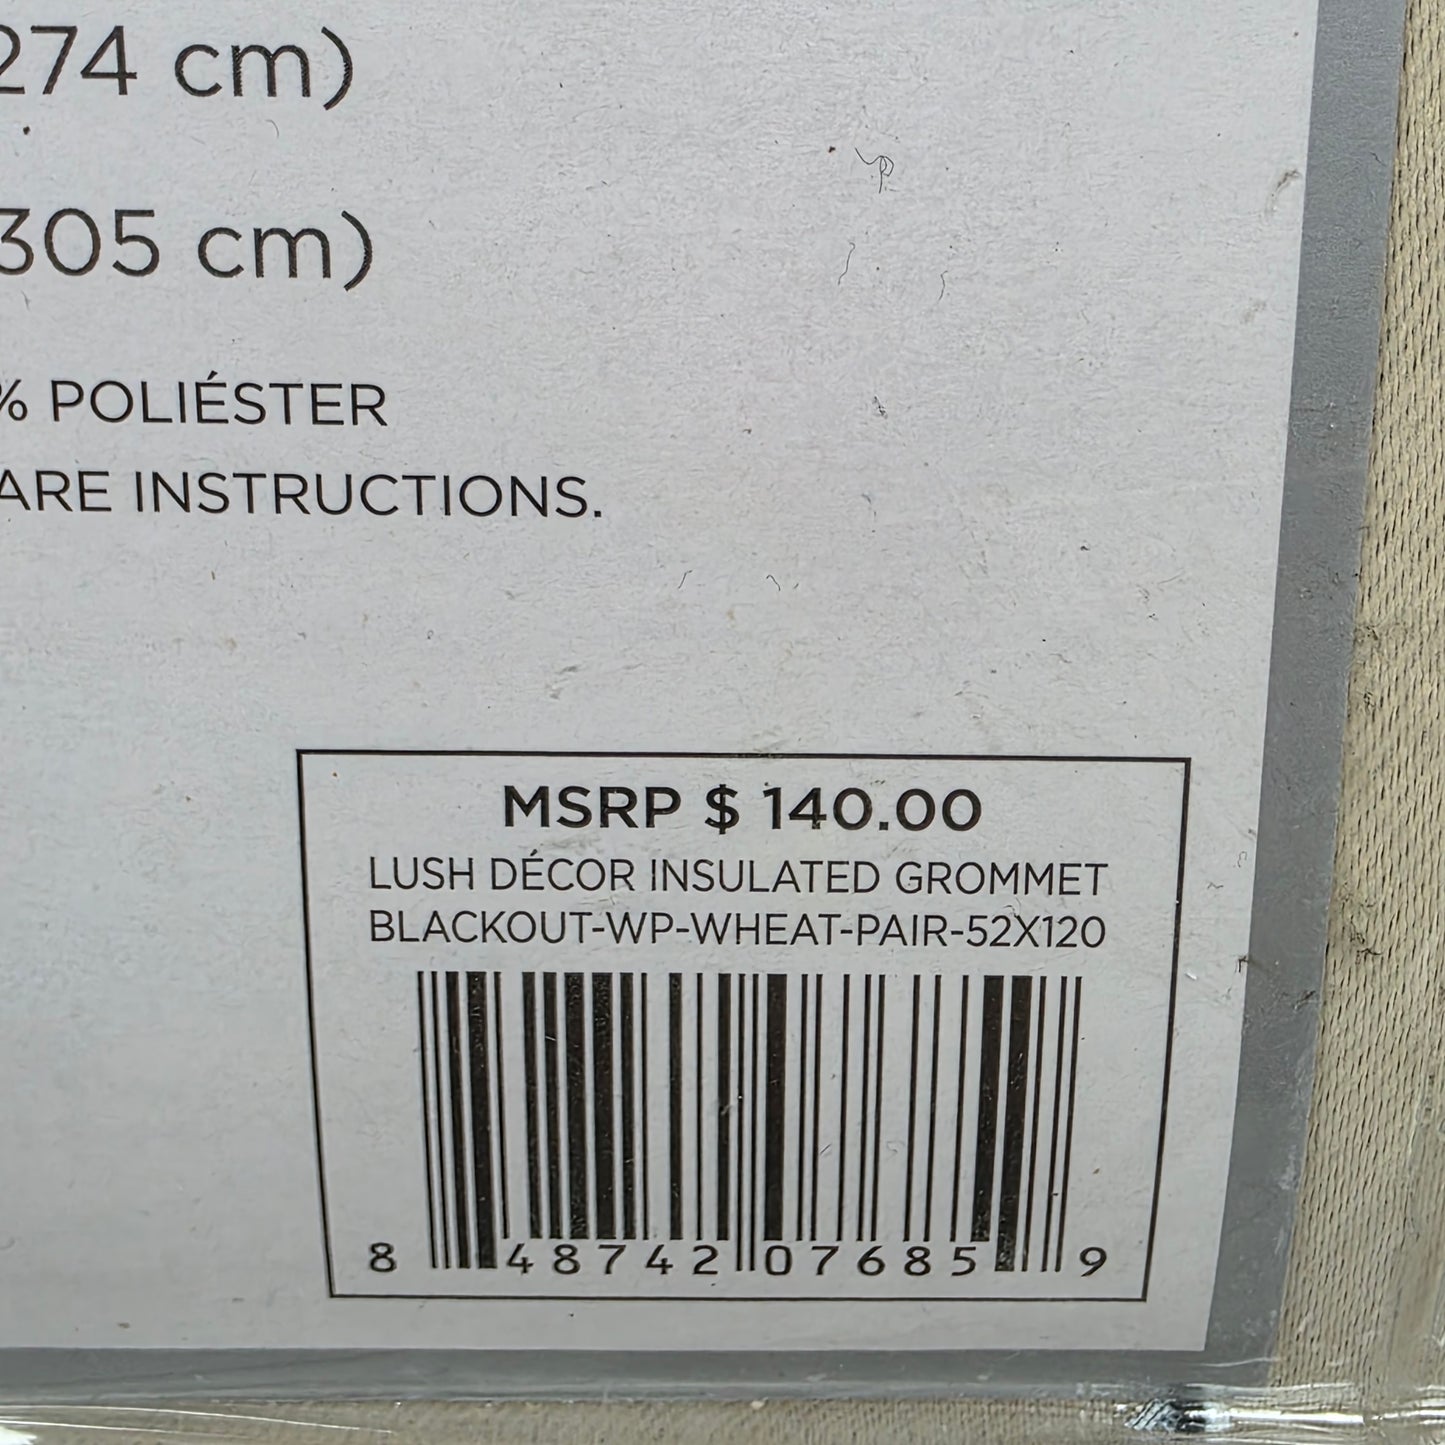 274 cm)
305 cm)
% POLIÉSTER
ARE INSTRUCTIONS.
MSRP $ 140.00
LUSH DÉCOR INSULATED GROMMET
BLACKOUT-WP-WHEAT-PAIR-52X120
8 48742 07685 9